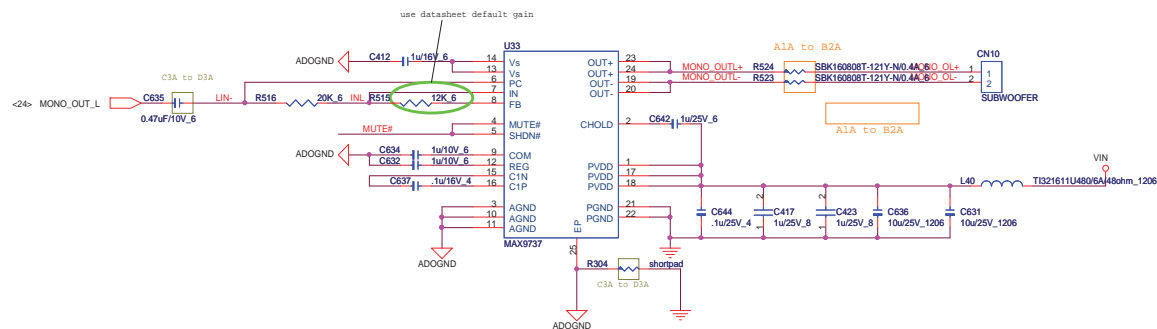 use datasheet default gain
U33
ADOGND
C412
1u/16V_6
14
13
6
7
8
Vs
Vs
PC
IN
FB
OUT+
OUT+
OUT-
OUT-
23
24
19
20
MONO_OUTL+
MONO_OUTL-
R524
R523
A1A to B2A
SBK160808T-121Y-N/0.4A_6
SBK160808T-121Y-N/0.4A_6
MONO_OL+
MONO_OL-
1
2
CN10
1
2
SUBWOOFER
A1A to B2A
<24> MONO_OUT_L
C3A to D3A
C635
0.47uF/10V_6
LIN-
R516
20K_6
INL
R515
12K_6
MUTE#
4
5
MUTE#
SHDN#
CHOLD
2
C642
1u/25V_6
ADOGND
C634
C632
1u/10V_6
1u/10V_6
9
12
15
16
COM
REG
C1N
C1P
C637
.1u/16V_4
PVDD
PVDD
PVDD
1
17
18
VIN
L40
TI321611U480/6A/48ohm_1206
3
10
11
AGND
AGND
AGND
PGND
PGND
21
22
EP
25
MAX9737
ADOGND
C644
.1u/25V_4
2
C417
1u/25V_8
1
2
C423
1u/25V_8
1
C636
10u/25V_1206
C631
10u/25V_1206
R304
shortpad
C3A to D3A
ADOGND